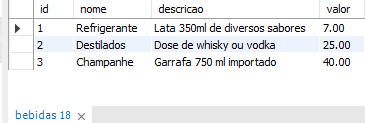 id nome descricao valor
1 Refrigerante Lata 350ml de diversos sabores 7.00
2 Destilados Dose de whisky ou vodka 25.00
3 Champanhe Garrafa 750 ml importado 40.00
bebidas 18